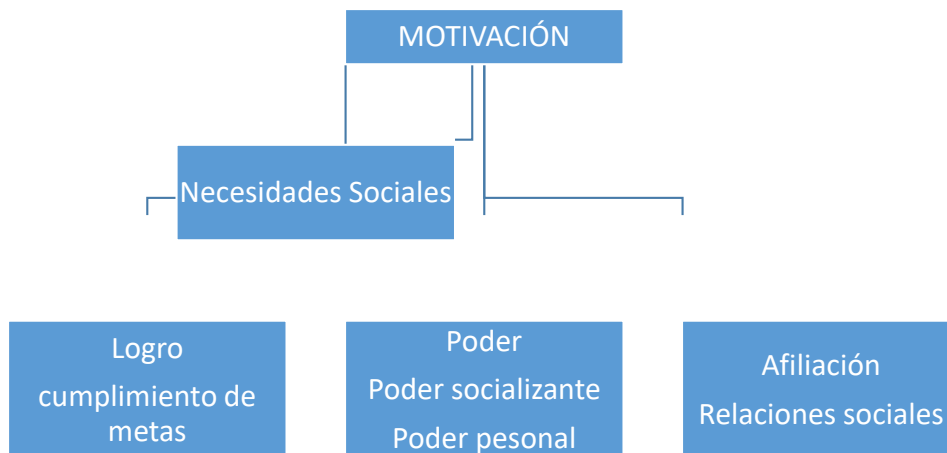 MOTIVACIÓN
Necesidades Sociales
Logro
cumplimiento de
metas
Poder
Poder socializante
Poder pesonal
Afiliación
Relaciones sociales